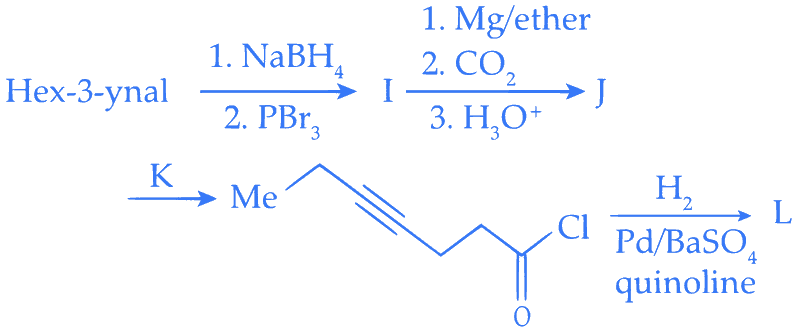 1. Mg/ether
1. NaBH₄ 2. CO₂
Hex-3-ynal I J
2. PBr₃ 3. H₃O⁺
K H₂
Me Cl L
Pd/BaSO₄
quinoline
O